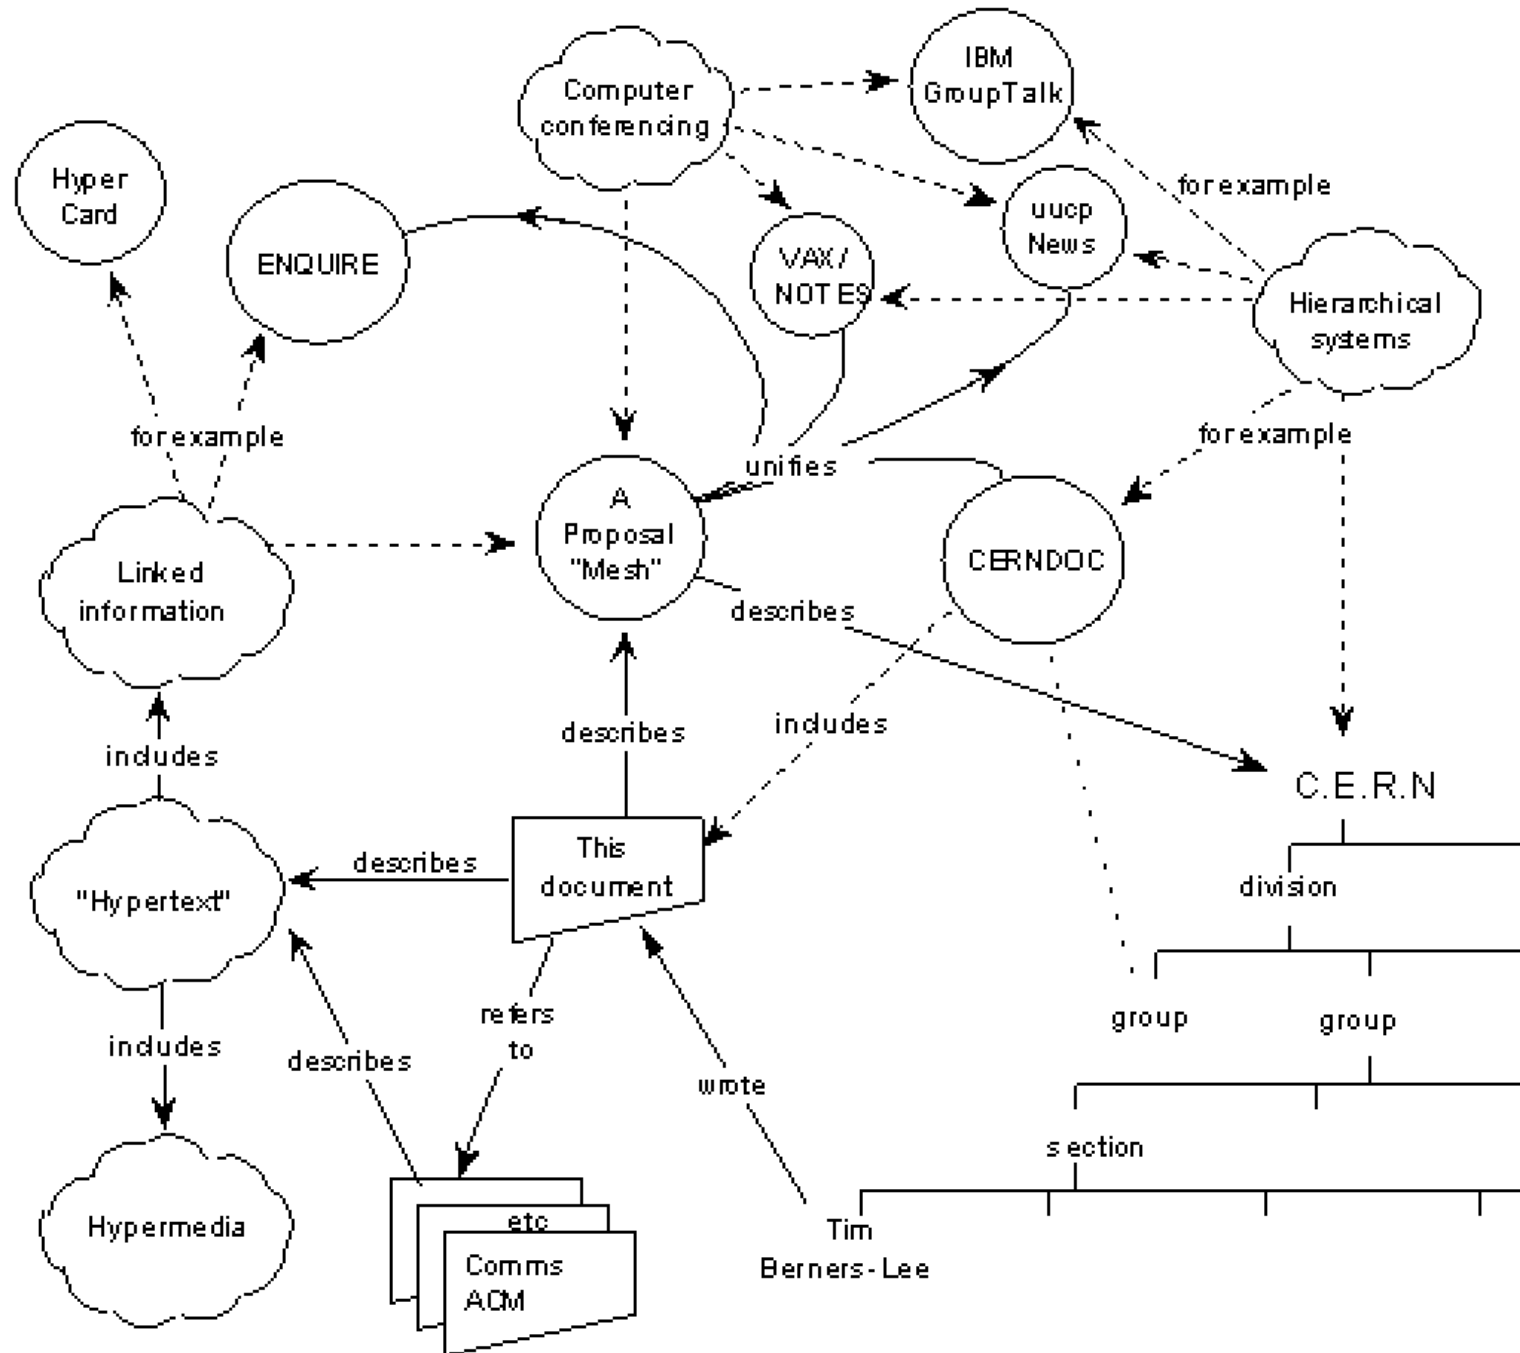 IBM
GroupTalk
Computer
conferencing
Hyper
Card
for example
uucp
News
ENQUIRE
VAX/
NOTES
Hierarchical
systems
for example
for example
unifies
A
Proposal
"Mesh"
CERNDOC
Linked
information
describes
includes
describes
includes
C.E.R.N
This
document
describes
division
"Hypertext"
refers
to
group
group
includes
describes
wrote
section
Hypermedia
etc
Comms
ACM
Tim
Berners-Lee